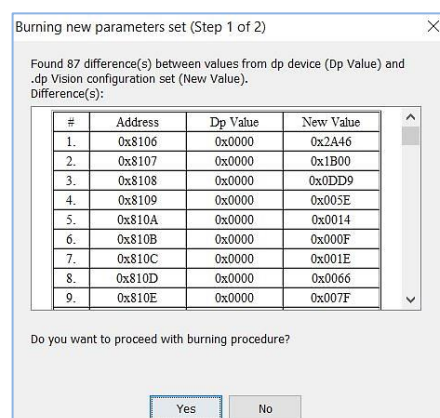 Burning new parameters set (Step 1 of 2)
Found 87 difference(s) between values from dp device (Dp Value) and
.dp Vision configuration set (New Value).
Difference(s):
# Address Dp Value New Value
1. 0x8106 0x0000 0x2A46
2. 0x8107 0x0000 0x1B00
3. 0x8108 0x0000 0x0DD9
4. 0x8109 0x0000 0x005E
5. 0x810A 0x0000 0x0014
6. 0x810B 0x0000 0x000F
7. 0x810C 0x0000 0x001E
8. 0x810D 0x0000 0x0066
9. 0x810E 0x0000 0x007F
Do you want to proceed with burning procedure?
Yes No